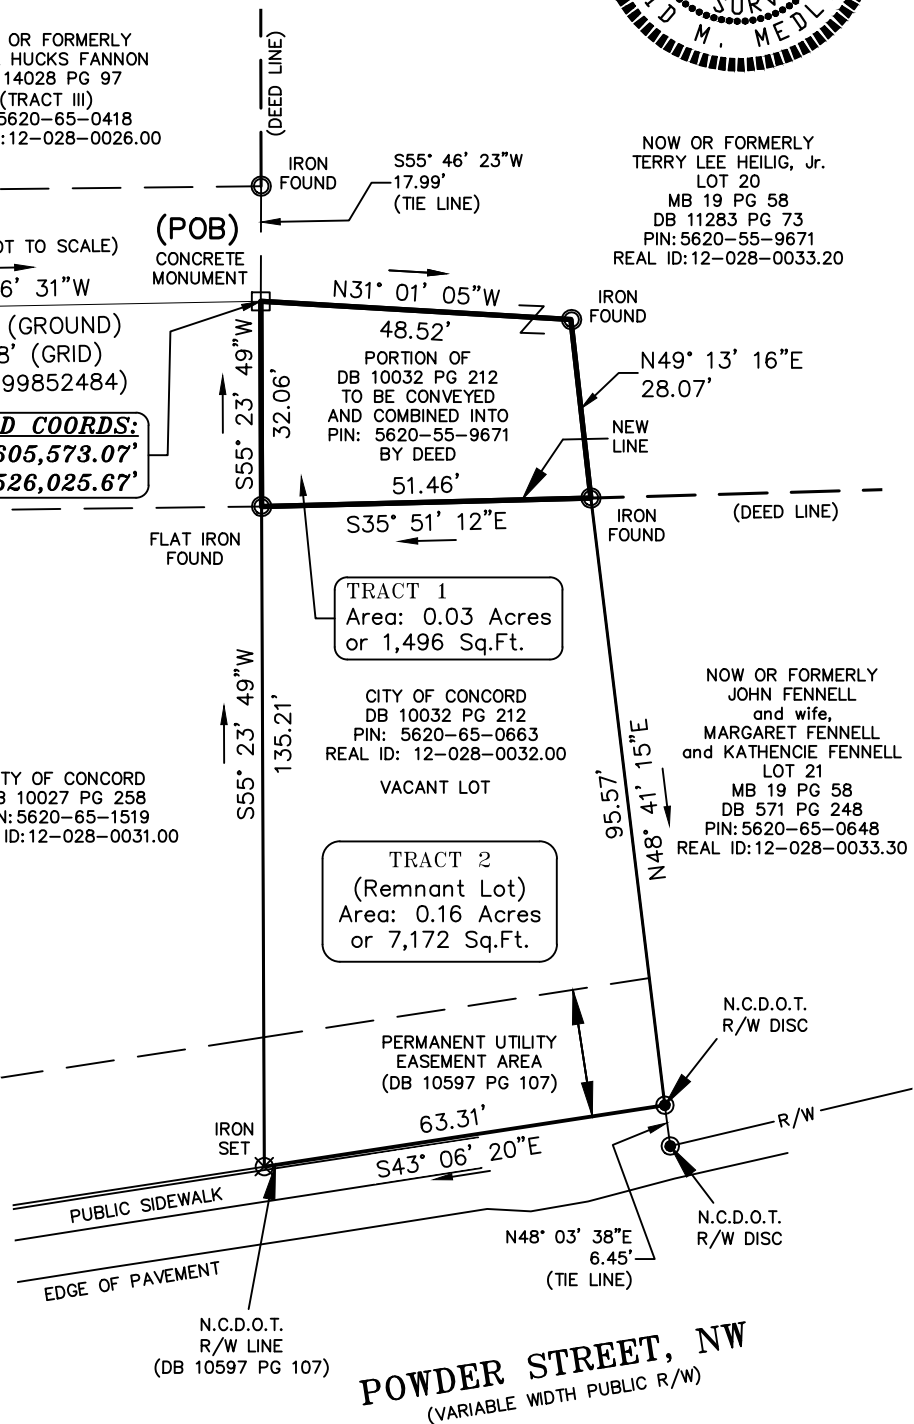 SURV
ID M. MEDL
OR FORMERLY
HUCKS FANNON
14028 PG 97
(TRACT III)
5620-65-0418
:12-028-0026.00
(DEED LINE)
IRON
FOUND
S55° 46' 23"W
17.99'
(TIE LINE)
NOW OR FORMERLY
TERRY LEE HEILIG, Jr.
LOT 20
MB 19 PG 58
DB 11283 PG 73
PIN: 5620-55-9671
REAL ID: 12-028-0033.20
(POB)
CONCRETE
MONUMENT
OT TO SCALE)
6' 31"W
(GROUND)
8' (GRID)
99852484)
D COORDS:
605,573.07'
526,025.67'
N31° 01' 05"W
48.52'
IRON
FOUND
N49° 13' 16"E
28.07'
S55° 23' 49"W
32.06'
PORTION OF
DB 10032 PG 212
TO BE CONVEYED
AND COMBINED INTO
PIN: 5620-55-9671
BY DEED
NEW
LINE
51.46'
S35° 51' 12"E
FLAT IRON
FOUND
IRON
FOUND
(DEED LINE)
TRACT 1
Area: 0.03 Acres
or 1,496 Sq.Ft.
S55° 23' 49"W
135.21'
CITY OF CONCORD
DB 10032 PG 212
PIN: 5620-65-0663
REAL ID: 12-028-0032.00
VACANT LOT
95.57'
N48° 41' 15"E
NOW OR FORMERLY
JOHN FENNELL
and wife,
MARGARET FENNELL
and KATHENCIE FENNELL
LOT 21
MB 19 PG 58
DB 571 PG 248
PIN: 5620-65-0648
REAL ID: 12-028-0033.30
TY OF CONCORD
B 10027 PG 258
N: 5620-65-1519
ID: 12-028-0031.00
TRACT 2
(Remnant Lot)
Area: 0.16 Acres
or 7,172 Sq.Ft.
PERMANENT UTILITY
EASEMENT AREA
(DB 10597 PG 107)
N.C.D.O.T.
R/W DISC
IRON
SET
63.31'
S43° 06' 20"E
R/W
PUBLIC SIDEWALK
EDGE OF PAVEMENT
N48° 03' 38"E
6.45'
(TIE LINE)
N.C.D.O.T.
R/W DISC
N.C.D.O.T.
R/W LINE
(DB 10597 PG 107)
POWDER STREET, NW
(VARIABLE WIDTH PUBLIC R/W)